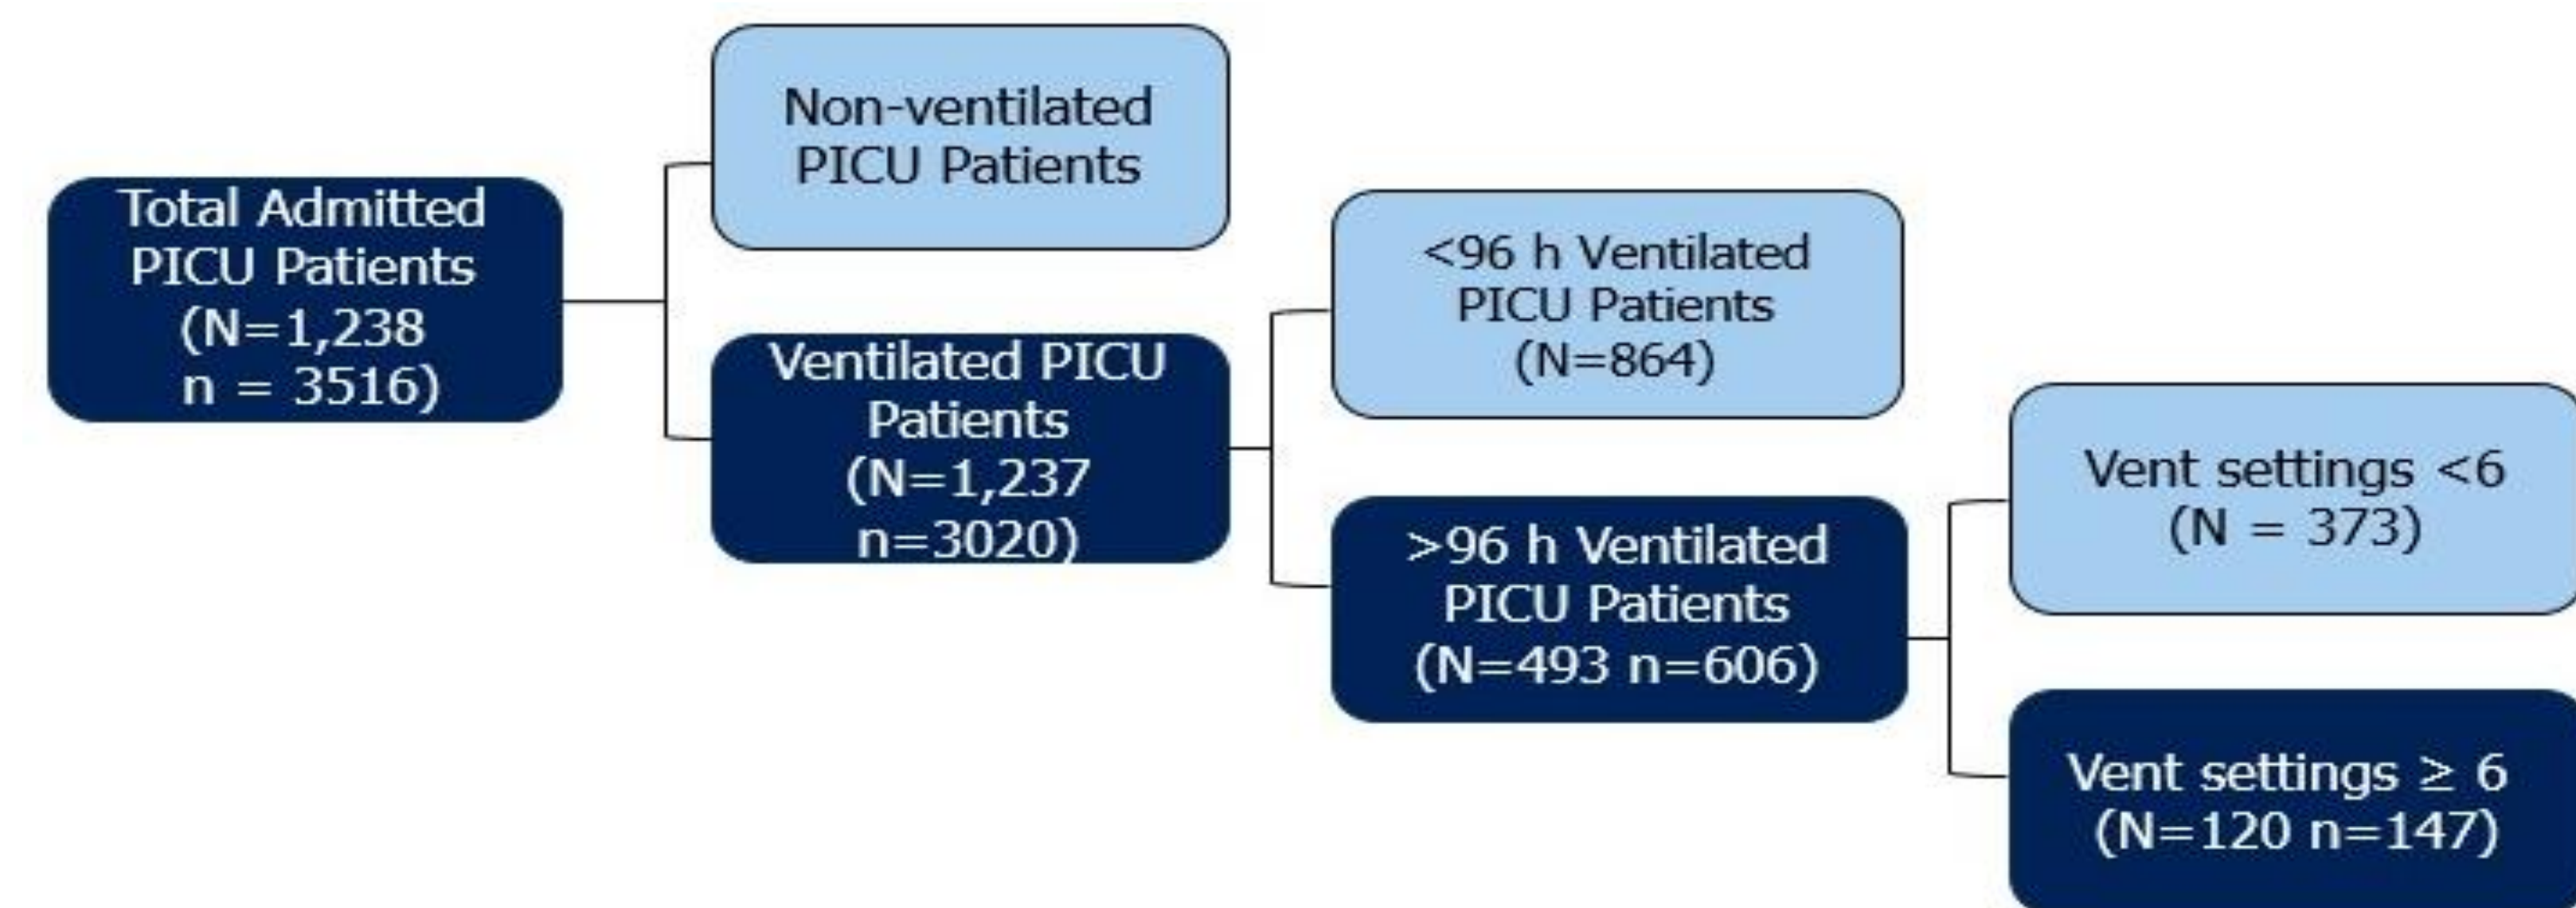 Total Admitted
PICU Patients
(N=1,238
n = 3516)
Non-ventilated
PICU Patients
Ventilated PICU
Patients
(N=1,237
n=3020)
<96 h Ventilated
PICU Patients
(N=864)
>96 h Ventilated
PICU Patients
(N=493 n=606)
Vent settings <6
(N = 373)
Vent settings ≥ 6
(N=120 n=147)